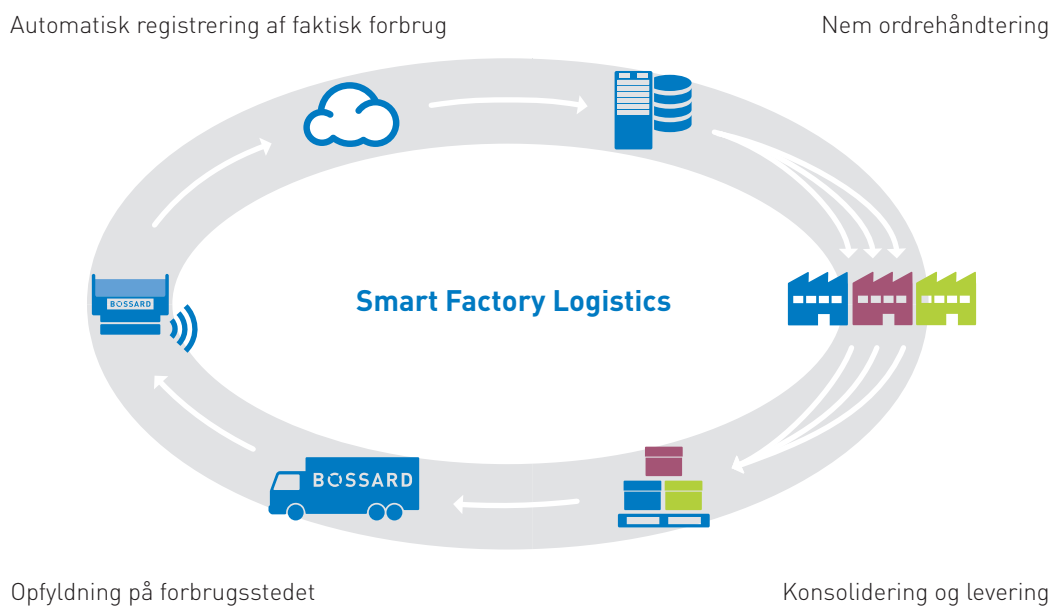 Automatisk registrering af faktisk forbrug
Nem ordrehåndtering
BOSSARD
Smart Factory Logistics
BOSSARD
Opfyldning på forbrugsstedet
Konsolidering og levering